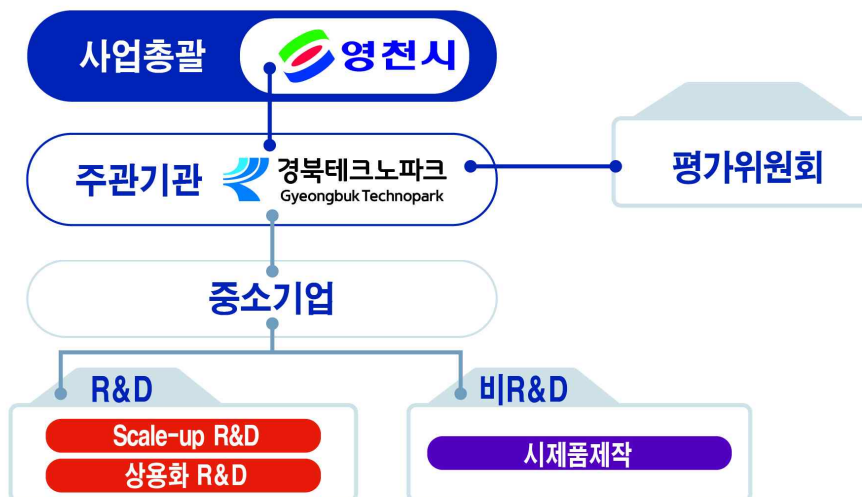 사업총괄 영천시
주관기관 경북테크노파크
Gyeongbuk Technopark
평가위원회
중소기업
R&D
Scale-up R&D
상용화 R&D
비R&D
시제품제작